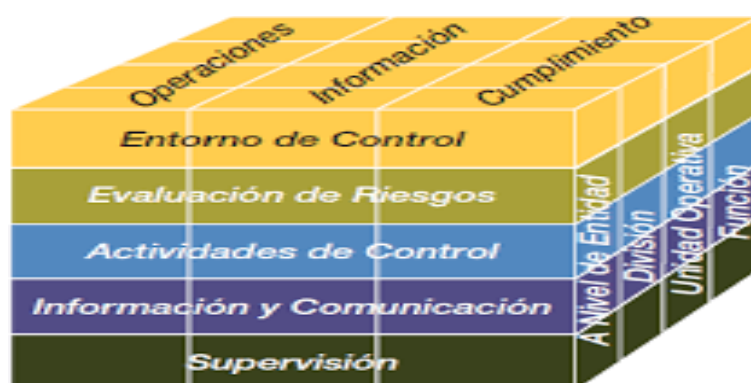 Operaciones
Información
Cumplimiento
Entorno de Control
Evaluación de Riesgos
Actividades de Control
Información y Comunicación
Supervisión
A Nivel de Entidad
División
Unidad Operativa
Función